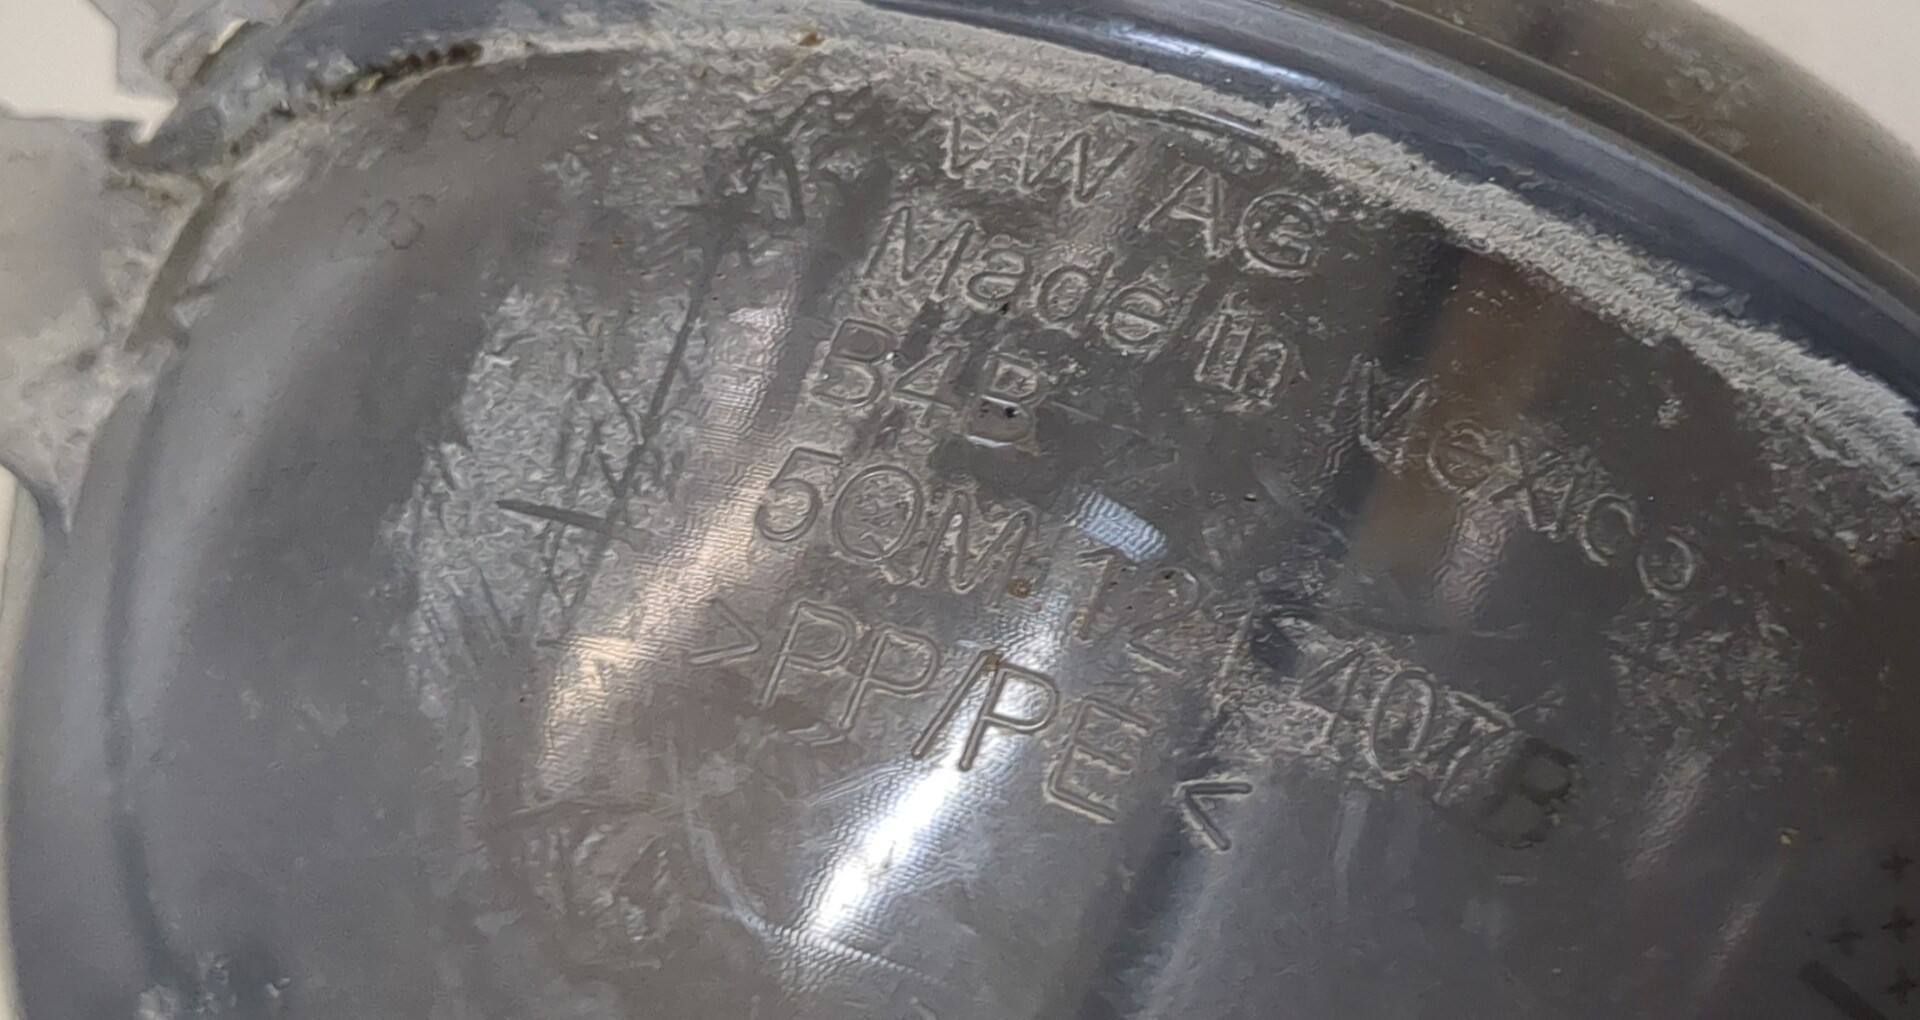 VW AG
Made in Mexico
B4B
5QM 121 407 B
>PP/PE<